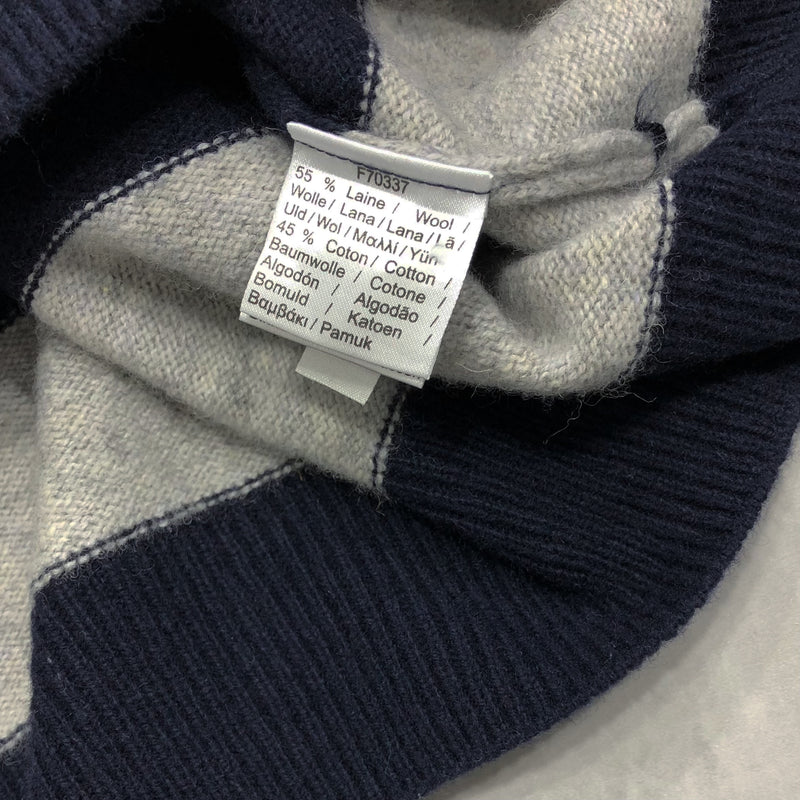 F70337
55 % Laine / Wool /
Wolle / Lana / Lana / Lã /
Uld / Wol / Μαλλί / Yün
45 % Coton / Cotton /
Baumwolle / Cotone /
Algodón / Algodão /
Bomuld / Katoen /
Βαμβάκι / Pamuk